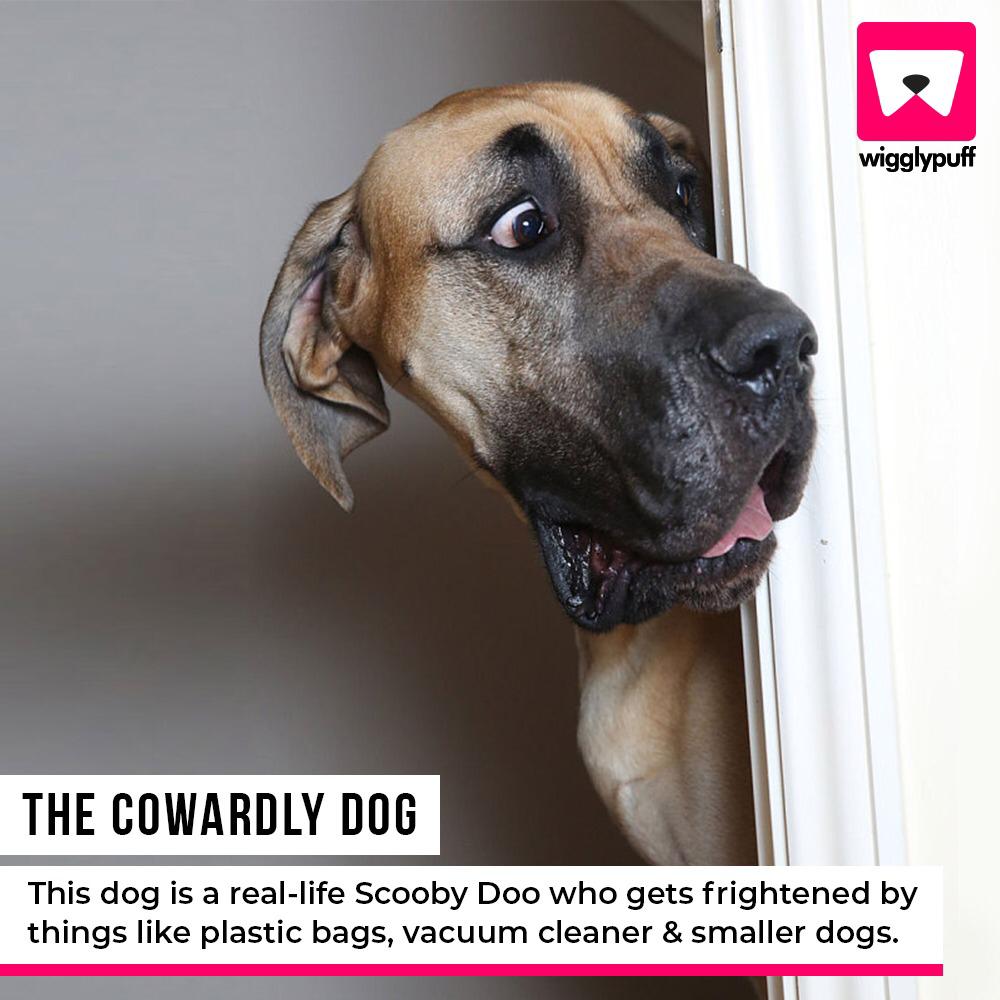 wigglypuff
THE COWARDLY DOG
This dog is a real-life Scooby Doo who gets frightened by
things like plastic bags, vacuum cleaner & smaller dogs.